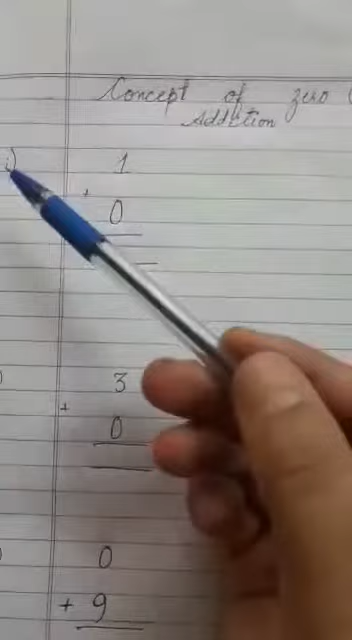 Concept of zero (
Addition
i) 1
+ 0
) 3
+ 0
) 0
+ 9